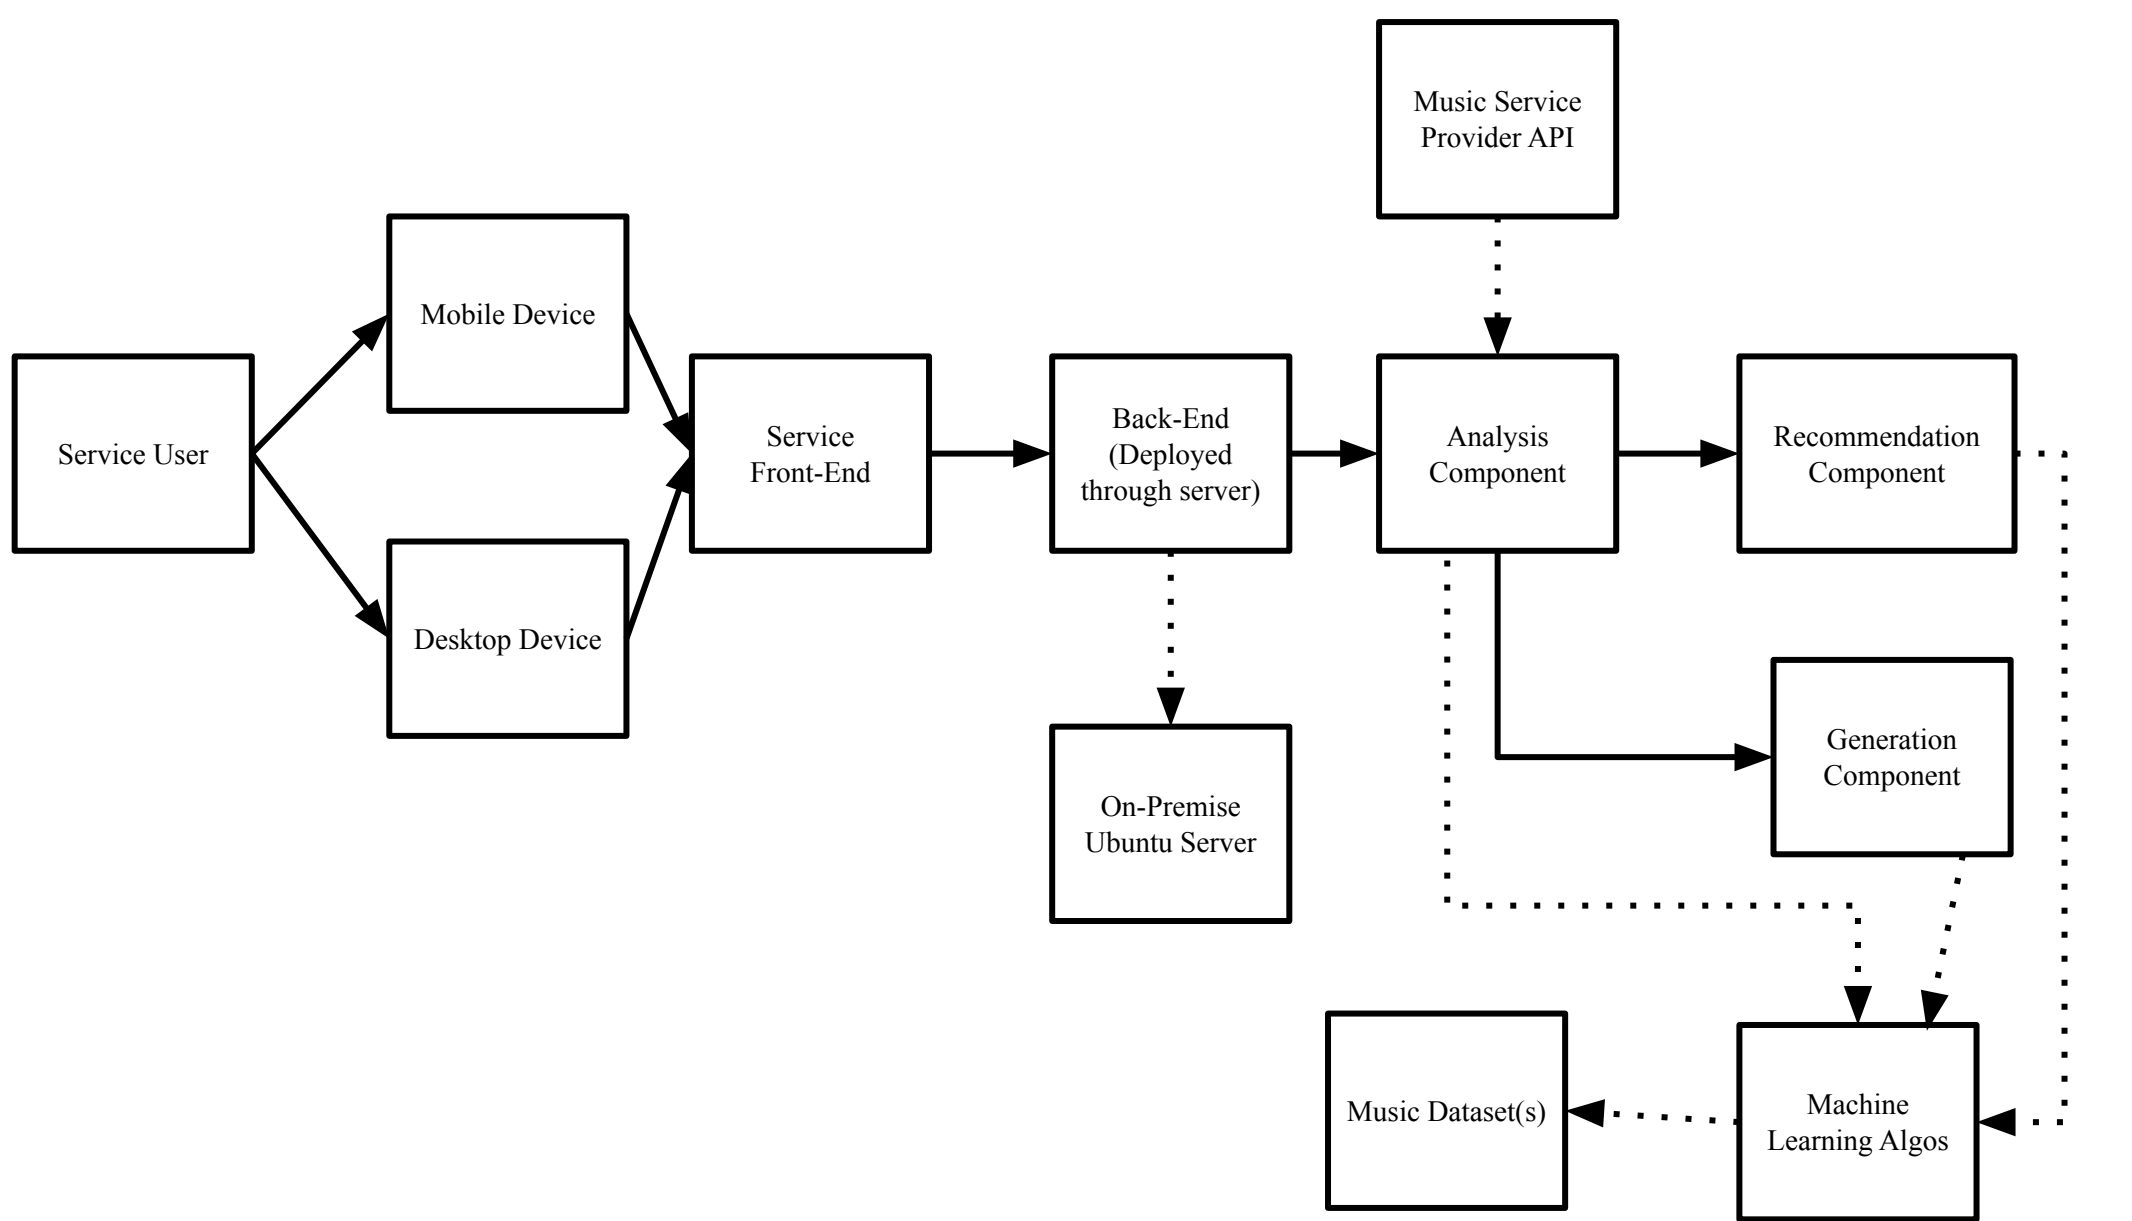 Music Service
Provider API
Mobile Device
Service User
Service
Front-End
Back-End
(Deployed
through server)
Analysis
Component
Recommendation
Component
Desktop Device
On-Premise
Ubuntu Server
Generation
Component
Music Dataset(s)
Machine
Learning Algos